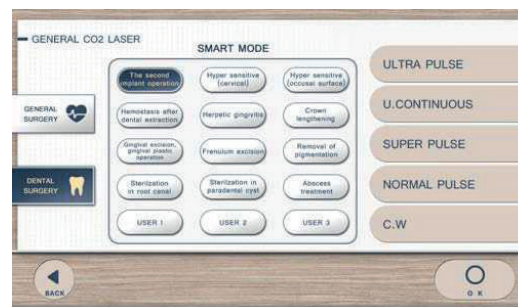 GENERAL CO2 LASER
SMART MODE
The second
implant operation
Hyper sensitive
(cervical)
Hyper sensitive
(occusal surface)
Hemostasis after
dental extraction
Herpetic gingivitie
Crown
lengthening
Gingival excision,
gingival plastic
operation
Frenulum excision
Removal of
pigmentation
Sterilization
in root canal
Sterilization in
paradental cyst
Abscess
treatment
USER 1
USER 2
USER 3
GENERAL
SURGERY
DENTAL
SURGERY
ULTRA PULSE
U.CONTINUOUS
SUPER PULSE
NORMAL PULSE
C.W
BACK
O K